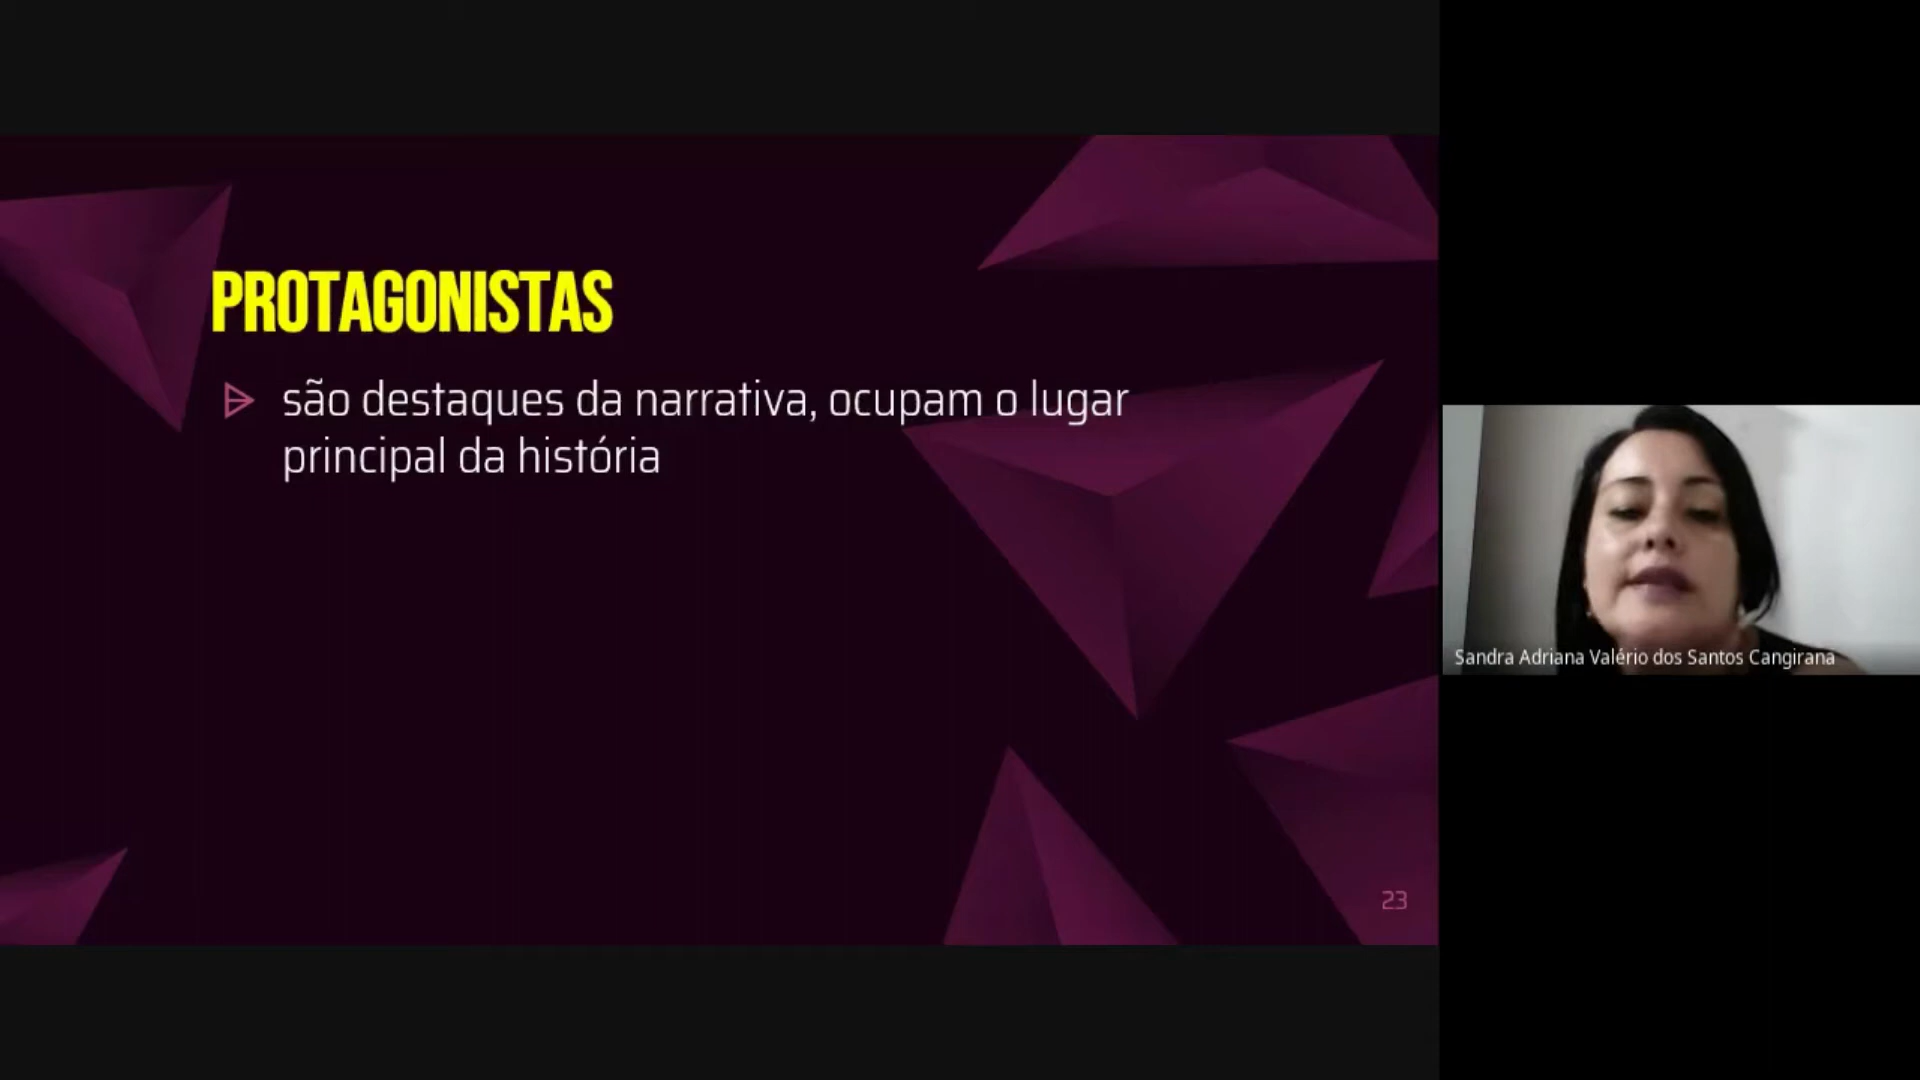 PROTAGONISTAS
são destaques da narrativa, ocupam o lugar
principal da história
23
Sandra Adriana Valério dos Santos Cangirana